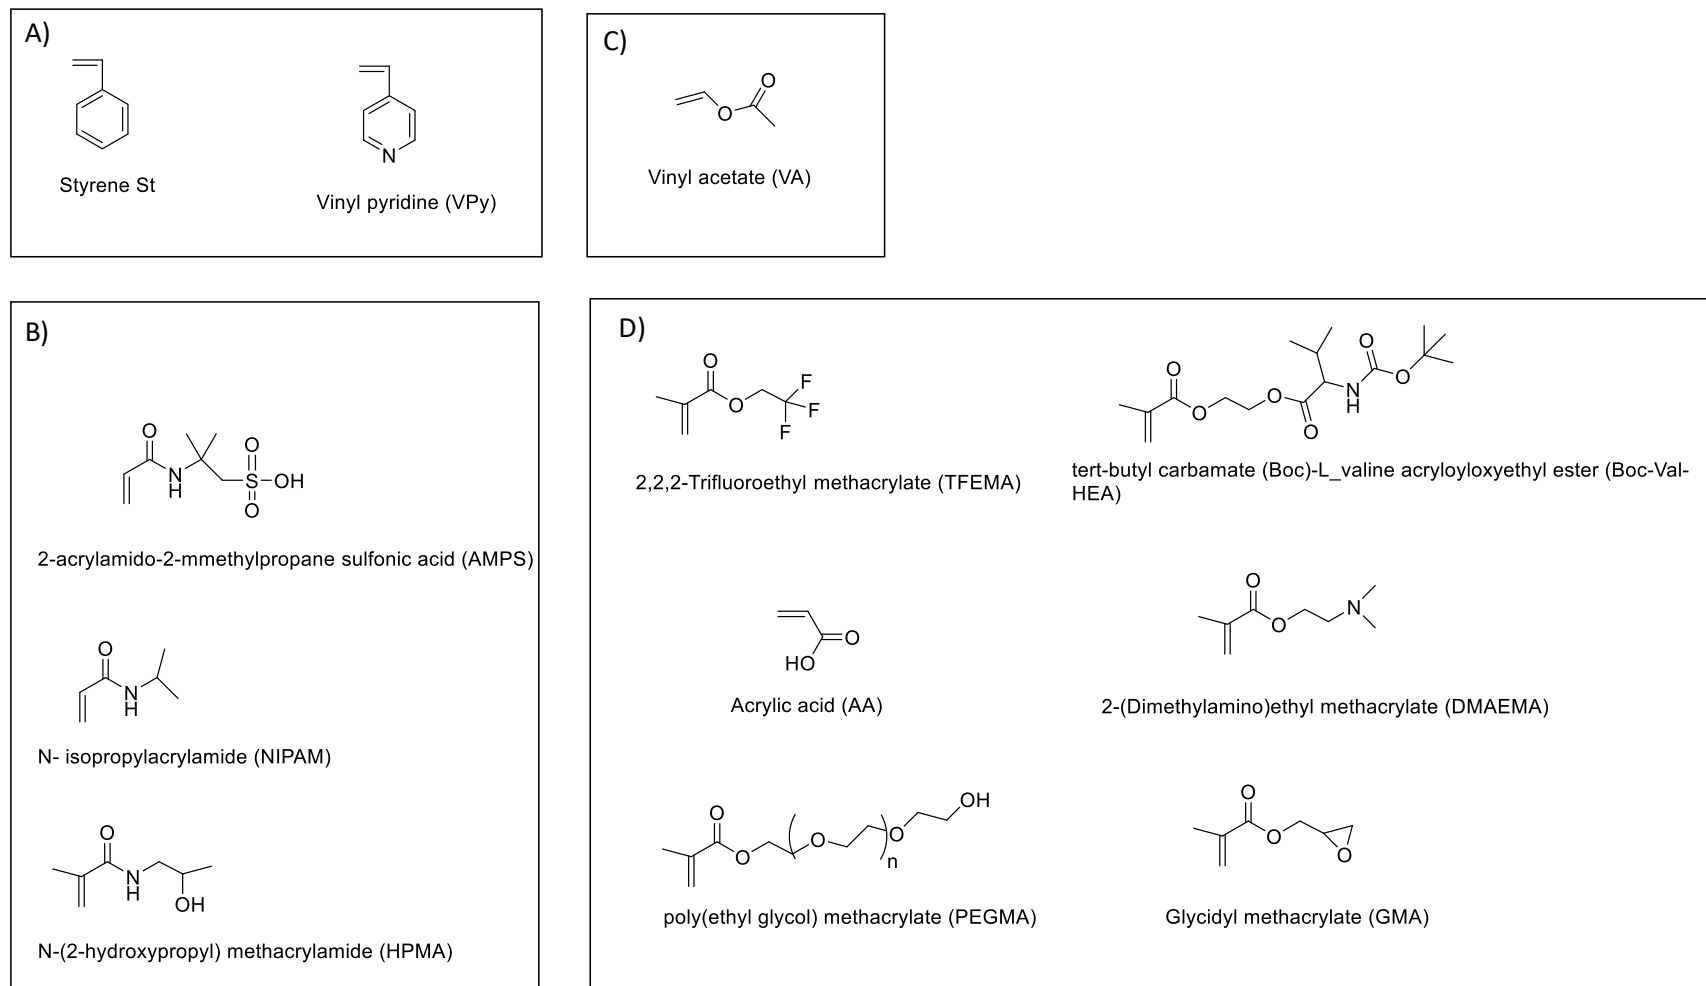 A)
Styrene St
N
Vinyl pyridine (VPy)
C)
O
O
Vinyl acetate (VA)
B)
O
N
H
O
S
OH
O
2-acrylamido-2-mmethylpropane sulfonic acid (AMPS)
O
N
H
N- isopropylacrylamide (NIPAM)
O
N
H
OH
N-(2-hydroxypropyl) methacrylamide (HPMA)
D)
O
O
F
F
F
2,2,2-Trifluoroethyl methacrylate (TFEMA)
O
O
O
O
N
H
O
O
tert-butyl carbamate (Boc)-L_valine acryloyloxyethyl ester (Boc-Val-
HEA)
O
HO
Acrylic acid (AA)
O
O
N
2-(Dimethylamino)ethyl methacrylate (DMAEMA)
O
O
O
n
O
OH
poly(ethyl glycol) methacrylate (PEGMA)
O
O
O
Glycidyl methacrylate (GMA)